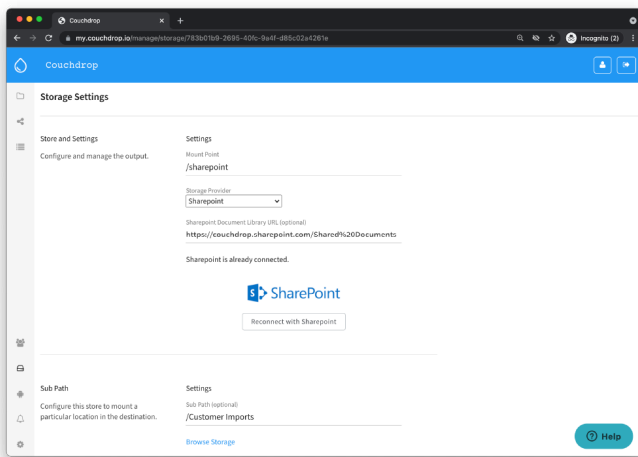 Couchdrop
my.couchdrop.io/manage/storage/783b01b9-2695-40fc-9a4f-d85c02a4261e
Incognito (2)
Couchdrop
Storage Settings
Store and Settings
Configure and manage the output.
Settings
Mount Point
/sharepoint
Storage Provider
Sharepoint
Sharepoint Document Library URL (optional)
https://couchdrop.sharepoint.com/Shared%20Documents
Sharepoint is already connected.
S SharePoint
Reconnect with Sharepoint
Sub Path
Configure this store to mount a
particular location in the destination.
Settings
Sub Path (optional)
/Customer Imports
Browse Storage
Help